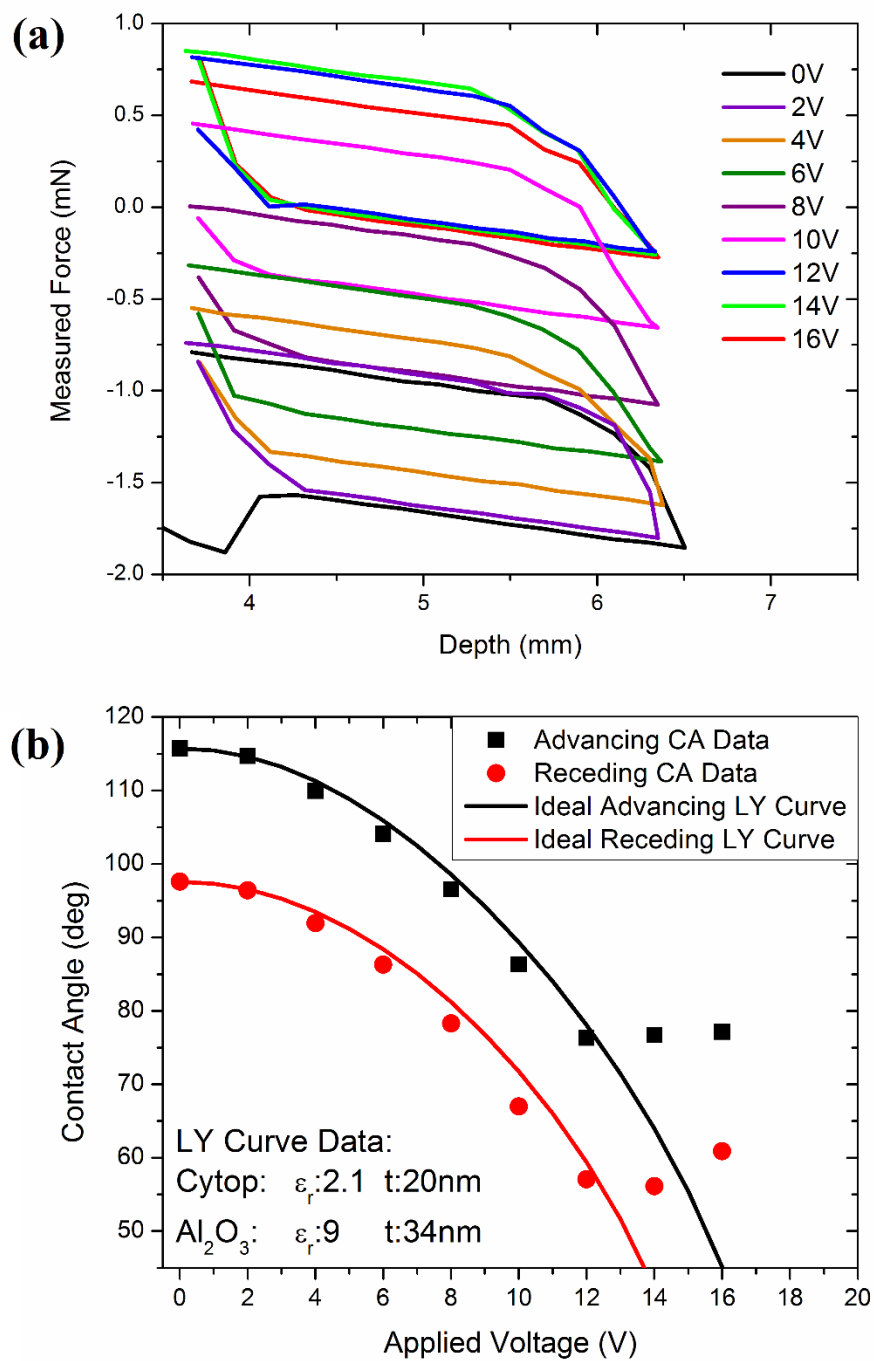 (a)
1.0
0.5
0.0
-0.5
-1.0
-1.5
-2.0
Measured Force (mN)
0V
2V
4V
6V
8V
10V
12V
14V
16V
4
5
6
7
Depth (mm)
(b)
120
110
100
90
80
70
60
50
Contact Angle (deg)
Advancing CA Data
Receding CA Data
Ideal Advancing LY Curve
Ideal Receding LY Curve
LY Curve Data:
Cytop: εr:2.1 t:20nm
Al2O3: εr:9 t:34nm
0 2 4 6 8 10 12 14 16 18 20
Applied Voltage (V)